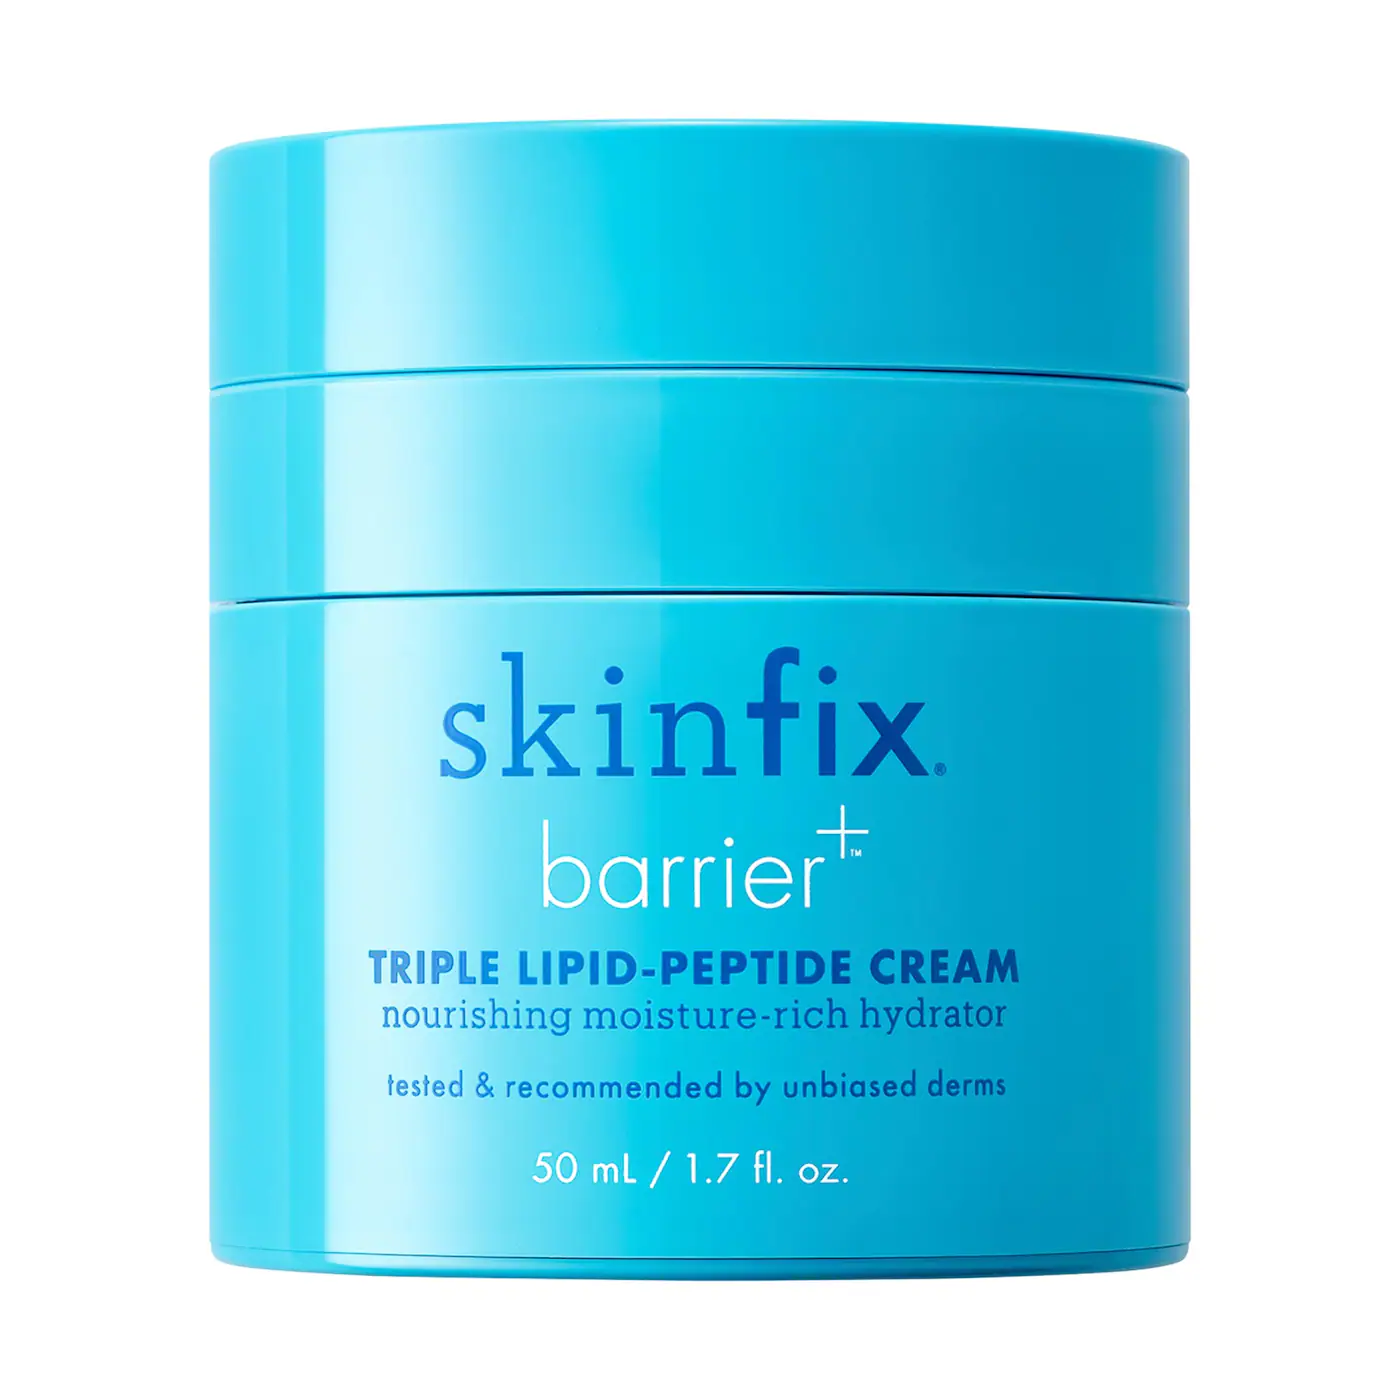 skinfix®
barrier+™
TRIPLE LIPID-PEPTIDE CREAM
nourishing moisture-rich hydrator
tested & recommended by unbiased derms
50 mL / 1.7 fl. oz.